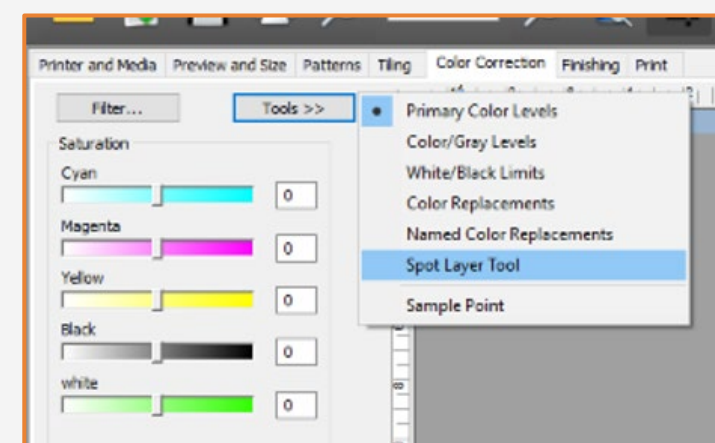 Printer and Media Preview and Size Patterns Tiling Color Correction Finishing Print
Filter... Tools >>
Primary Color Levels
Color/Gray Levels
White/Black Limits
Color Replacements
Named Color Replacements
Spot Layer Tool
Sample Point
Saturation
Cyan
0
Magenta
0
Yellow
0
Black
0
white
0
8